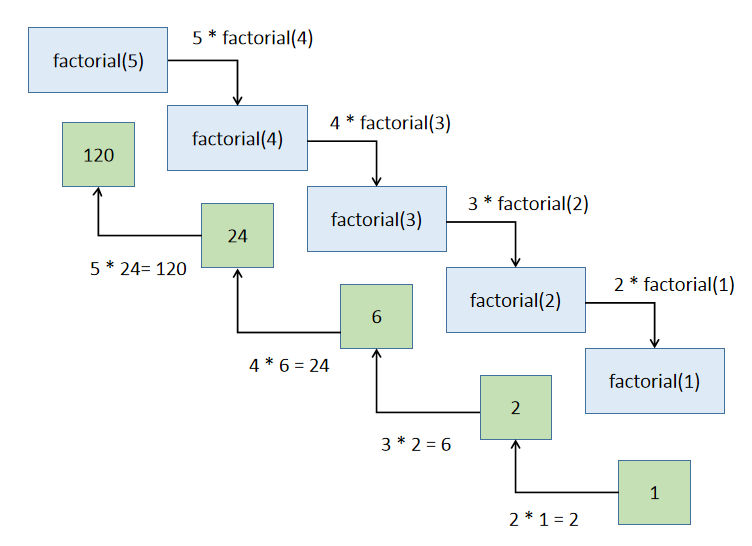 5 * factorial(4)
factorial(5)
4 * factorial(3)
factorial(4)
120
3 * factorial(2)
factorial(3)
24
5 * 24= 120
2 * factorial(1)
factorial(2)
6
4 * 6 = 24
factorial(1)
2
3 * 2 = 6
1
2 * 1 = 2